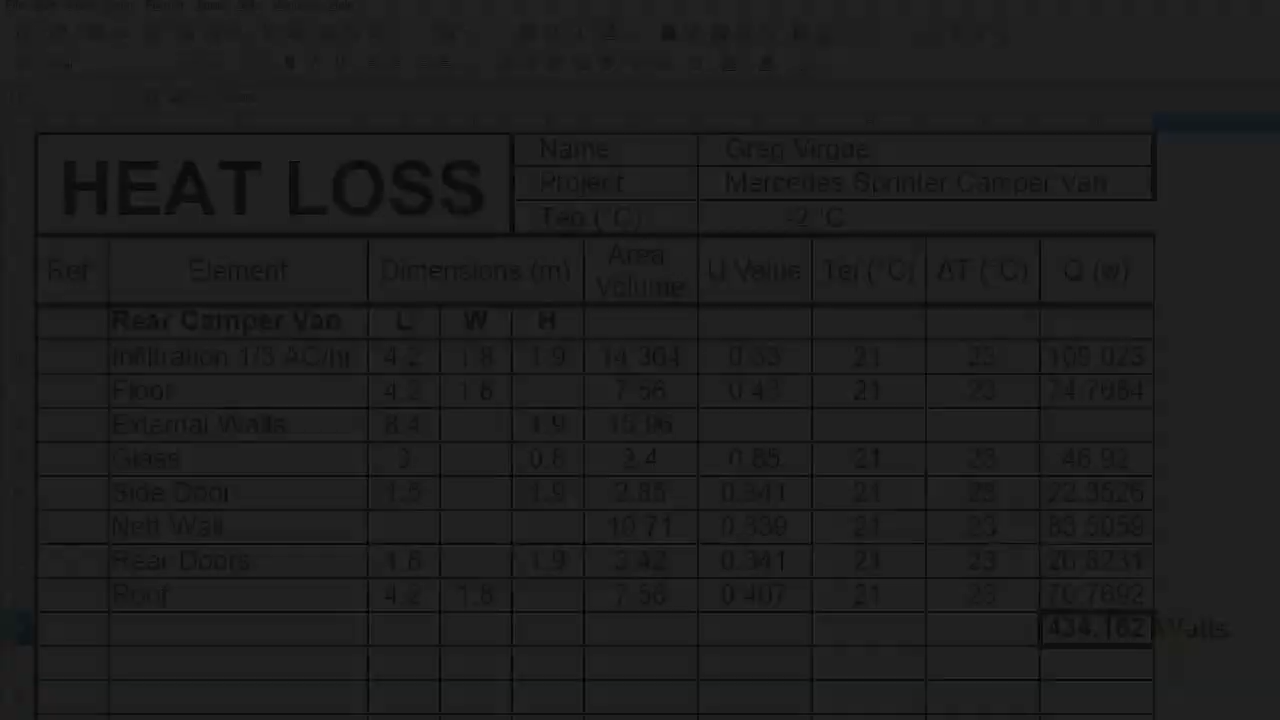 HEAT LOSS
Name Greg Virgoe
Project Mercedes Sprinter Camper Van
Teo (°C) -2 °C
Ref Element Dimensions (m) Area Volume U Value Tei (°C) ΔT (°C) Q (w)
Rear Camper Van L W H
Infiltration 1/3 AC/hr 4.2 1.8 1.9 14.364 0.33 21 23 109.023
Floor 4.2 1.8 7.56 0.43 21 23 74.7684
External Walls 8.4 1.9 15.96
Glass 3 0.8 2.4 0.85 21 23 46.92
Side Door 1.5 1.9 2.85 0.341 21 23 22.3526
Nett Wall 10.71 0.339 21 23 83.5059
Rear Doors 1.8 1.9 3.42 0.341 21 23 26.8231
Roof 4.2 1.8 7.56 0.407 21 23 70.7692
434.162 Watts